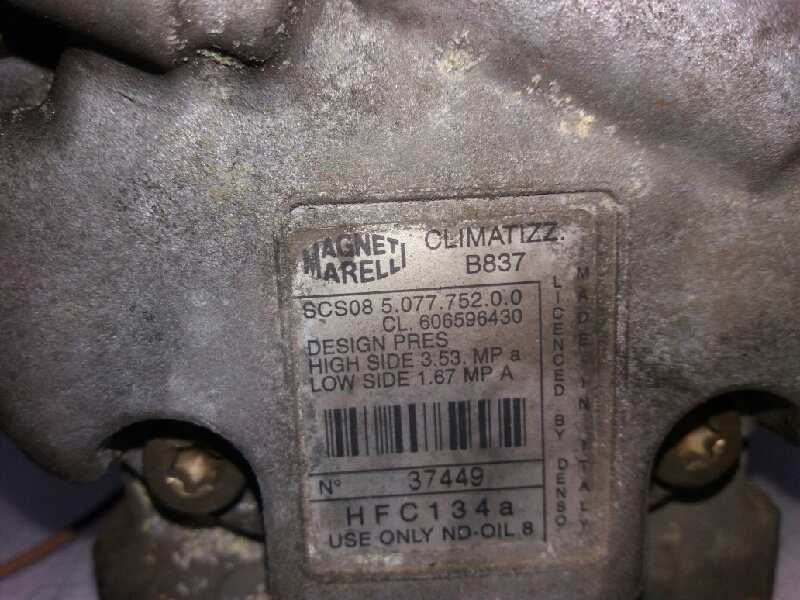 MAGNETI MARELLI
CLIMATIZZ.
B837
SCS08 5.077.752.0.0
CL. 606596430
DESIGN PRES
HIGH SIDE 3.53. MP a
LOW SIDE 1.67 MP A
N° 37449
HFC134a
USE ONLY ND-OIL 8
LICENCED BY DENSO
MADE IN ITALY